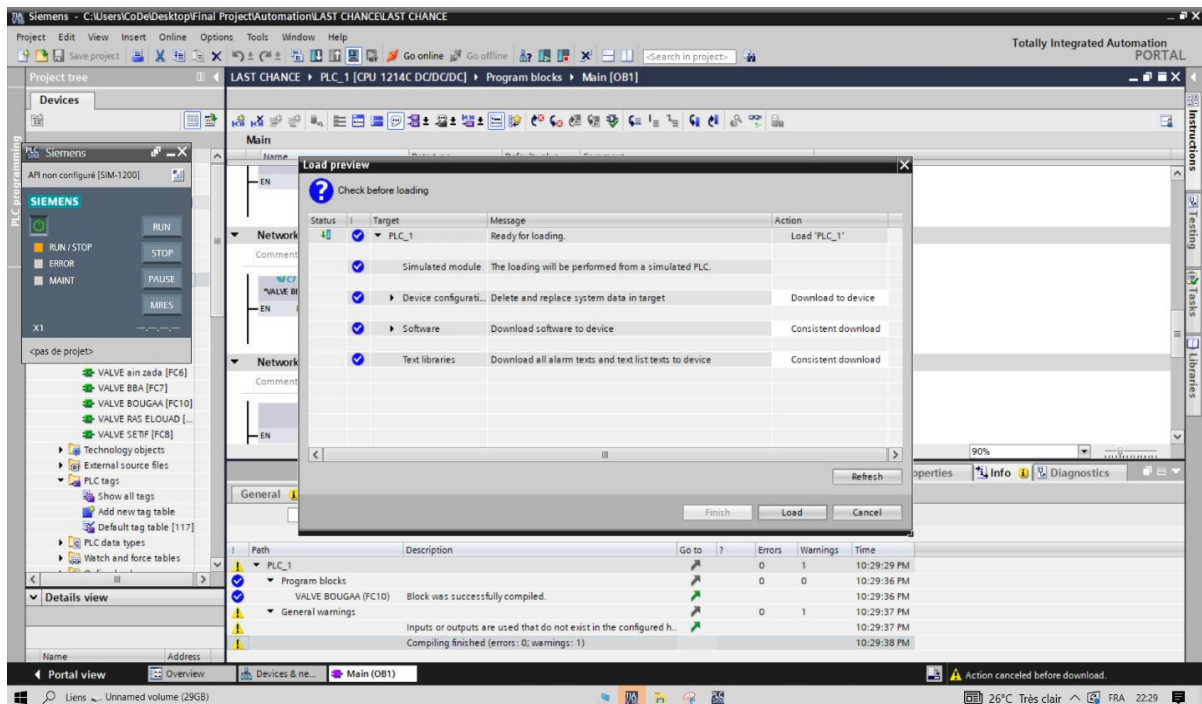 Siemens - C:\Users\CoDe\Desktop\Final Project\Automation\LAST CHANCE\LAST CHANCE
Project Edit View Insert Online Options Tools Window Help
Totally Integrated Automation
PORTAL
Save project
Go online
Go offline
<Search in project>
Project tree
LAST CHANCE ▸ PLC_1 [CPU 1214C DC/DC/DC] ▸ Program blocks ▸ Main [OB1]
Devices
PLC programming
Main
Name
Siemens
API non configuré [SIM-1200]
SIEMENS
RUN
RUN / STOP
STOP
ERROR
MAINT
PAUSE
MRES
X1
<pas de projet>
VALVE ain zada [FC6]
VALVE BBA [FC7]
VALVE BOUGAA [FC10]
VALVE RAS ELOUAD [...
VALVE SETIF [FC8]
Technology objects
External source files
PLC tags
Show all tags
Add new tag table
Default tag table [117]
PLC data types
Watch and force tables
Details view
Name Address
EN
Network
Comment
EN
Network
Comment
EN
Load preview
Check before loading
Status ! Target Message Action
PLC_1 Ready for loading. Load 'PLC_1'
Simulated module The loading will be performed from a simulated PLC.
Device configurati... Delete and replace system data in target Download to device
Software Download software to device Consistent download
Text libraries Download all alarm texts and text list texts to device Consistent download
Refresh
Finish Load Cancel
90%
Info Diagnostics
General
! Path Description Go to ? Errors Warnings Time
PLC_1 0 1 10:29:29 PM
Program blocks 0 0 10:29:36 PM
VALVE BOUGAA (FC10) Block was successfully compiled. 10:29:36 PM
General warnings 0 1 10:29:37 PM
Inputs or outputs are used that do not exist in the configured h.. 10:29:37 PM
Compiling finished (errors: 0; warnings: 1) 10:29:38 PM
Instructions
Testing
Tasks
Libraries
Portal view
Overview
Devices & ne...
Main (OB1)
Action canceled before download.
Liens
Unnamed volume (29GB)
26°C Très clair
FRA
22:29